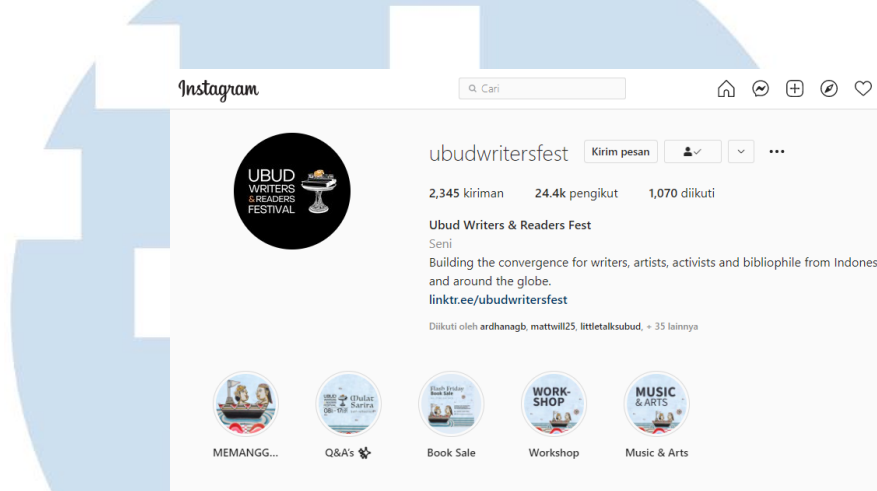 Instagram
Cari
UBUD
WRITERS
& READERS
FESTIVAL
ubudwritersfest Kirim pesan
2,345 kiriman 24.4k pengikut 1,070 diikuti
Ubud Writers & Readers Fest
Seni
Building the convergence for writers, artists, activists and bibliophile from Indones
and around the globe.
linktr.ee/ubudwritersfest
Diikuti oleh ardhanagb, mattwill25, littletalksubud, + 35 lainnya
Mulat
Sarira
Flash Friday
Book Sale
WORK-
SHOP
MUSIC
& ARTS
MEMANGG...
Q&A's
Book Sale
Workshop
Music & Arts